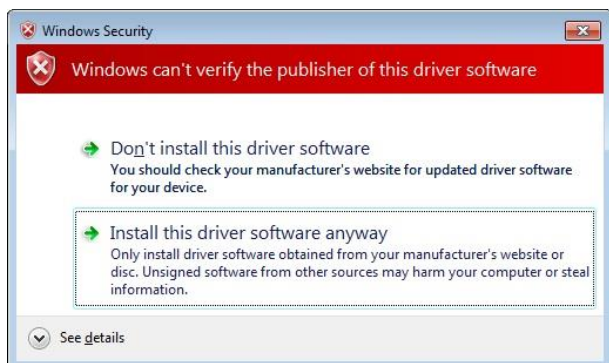 Windows Security
Windows can't verify the publisher of this driver software
Don't install this driver software
You should check your manufacturer's website for updated driver software
for your device.
Install this driver software anyway
Only install driver software obtained from your manufacturer's website or
disc. Unsigned software from other sources may harm your computer or steal
information.
See details